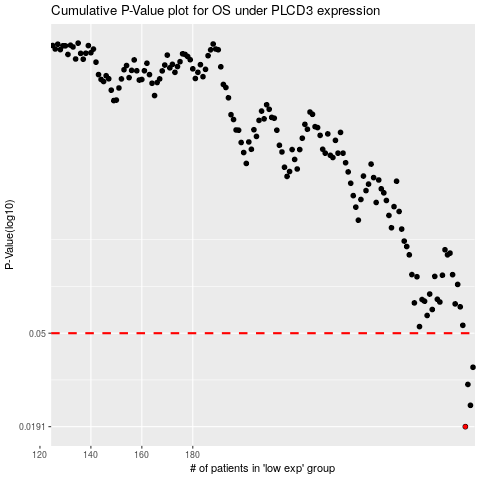 Cumulative P-Value plot for OS under PLCD3 expression
P-Value(log10)
0.05
0.0191
120 140 160 180
# of patients in 'low exp' group